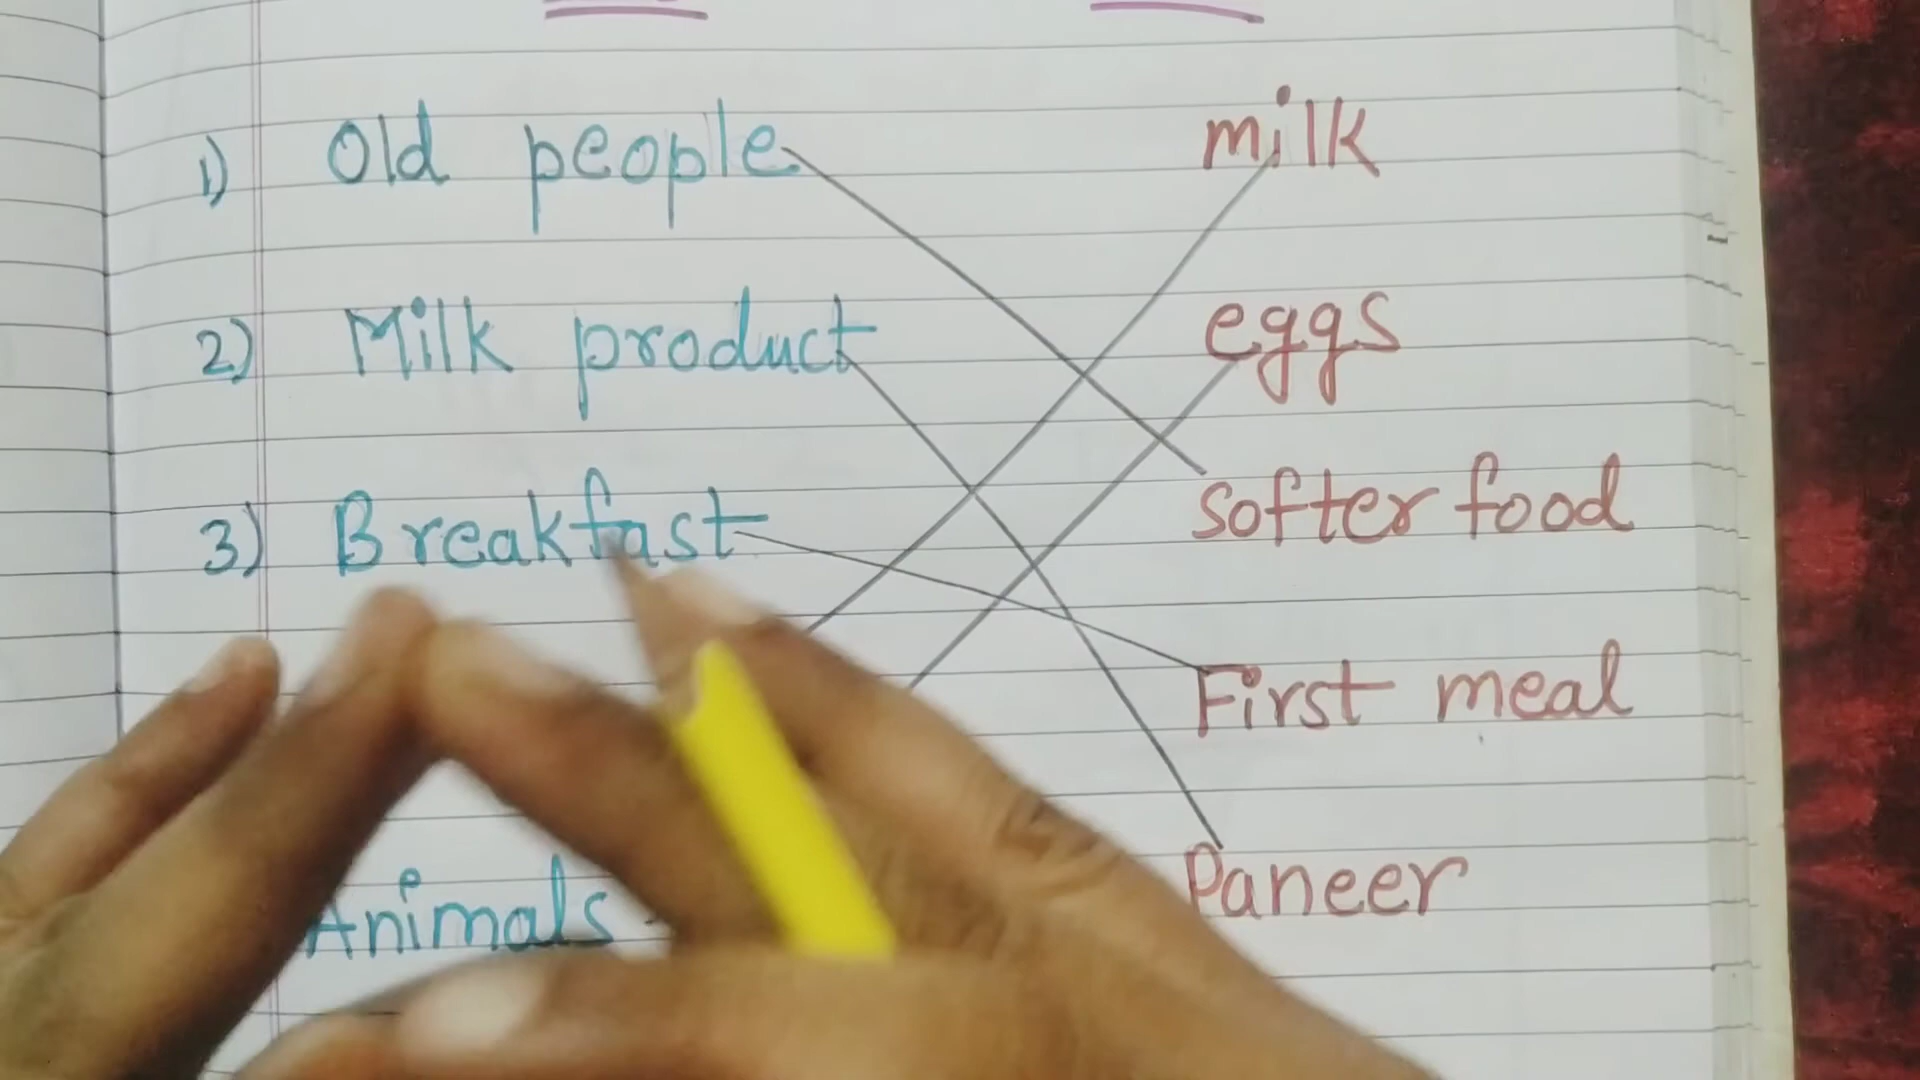 1) Old people milk
2) Milk product eggs
3) Breakfast softer food
First meal
Animals Paneer